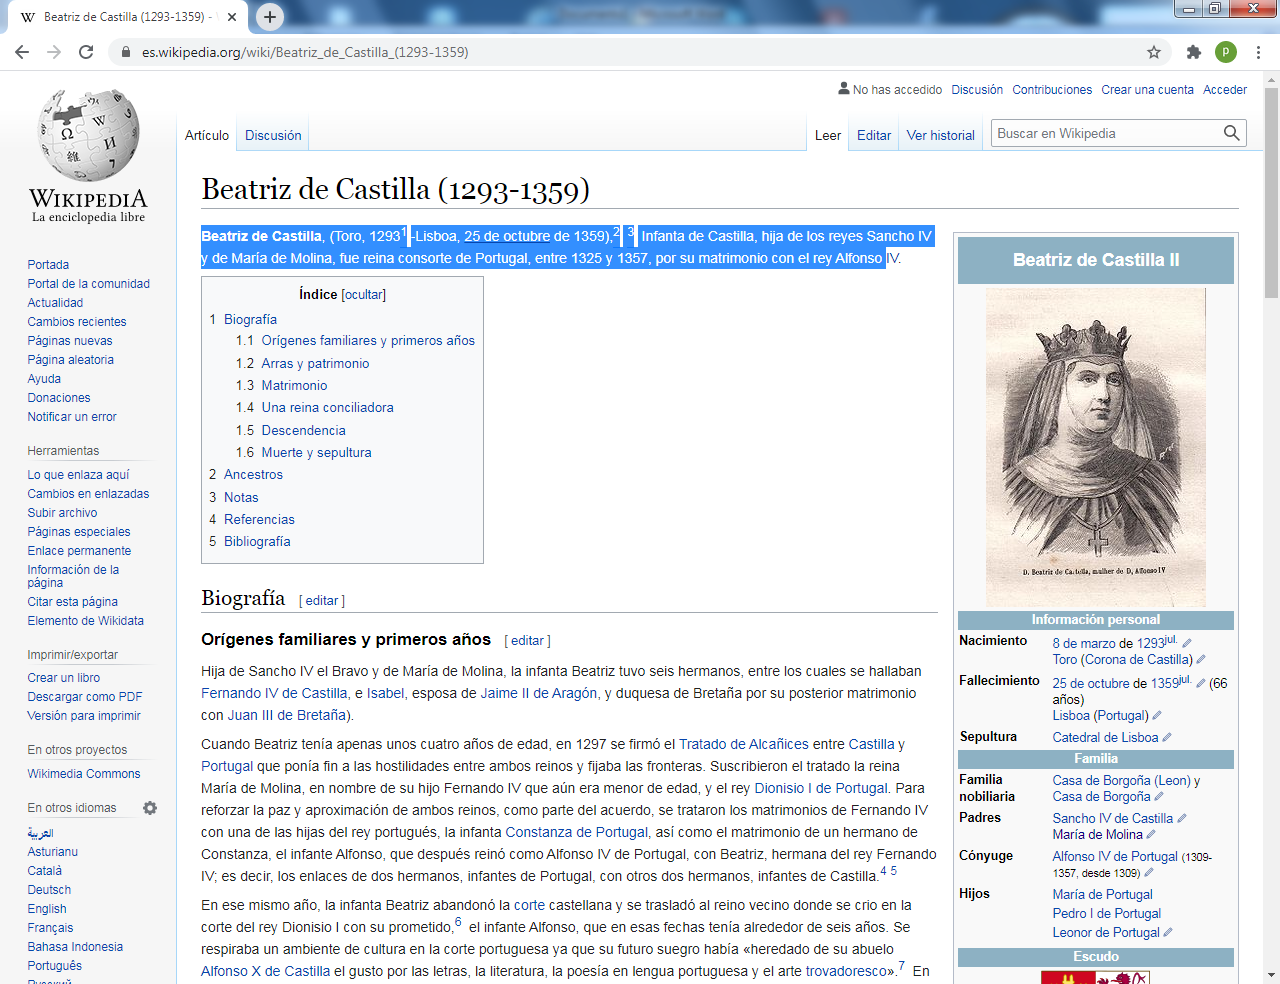 Beatriz de Castilla (1293-1359) -
es.wikipedia.org/wiki/Beatriz_de_Castilla_(1293-1359)
P
No has accedido Discusión Contribuciones Crear una cuenta Acceder
Artículo Discusión Leer Editar Ver historial Buscar en Wikipedia
WIKIPEDIA
La enciclopedia libre
Portada
Portal de la comunidad
Actualidad
Cambios recientes
Páginas nuevas
Página aleatoria
Ayuda
Donaciones
Notificar un error
Herramientas
Lo que enlaza aquí
Cambios en enlazadas
Subir archivo
Páginas especiales
Enlace permanente
Información de la
página
Citar esta página
Elemento de Wikidata
Imprimir/exportar
Crear un libro
Descargar como PDF
Versión para imprimir
En otros proyectos
Wikimedia Commons
En otros idiomas
العربية
Asturianu
Català
Deutsch
English
Français
Bahasa Indonesia
Português
Русский
Beatriz de Castilla (1293-1359)
Beatriz de Castilla, (Toro, 1293¹-Lisboa, 25 de octubre de 1359),² ³ Infanta de Castilla, hija de los reyes Sancho IV
y de María de Molina, fue reina consorte de Portugal, entre 1325 y 1357, por su matrimonio con el rey Alfonso IV.
Índice [ocultar]
1 Biografía
1.1 Orígenes familiares y primeros años
1.2 Arras y patrimonio
1.3 Matrimonio
1.4 Una reina conciliadora
1.5 Descendencia
1.6 Muerte y sepultura
2 Ancestros
3 Notas
4 Referencias
5 Bibliografía
Biografía [ editar ]
Orígenes familiares y primeros años [ editar ]
Hija de Sancho IV el Bravo y de María de Molina, la infanta Beatriz tuvo seis hermanos, entre los cuales se hallaban
Fernando IV de Castilla, e Isabel, esposa de Jaime II de Aragón, y duquesa de Bretaña por su posterior matrimonio
con Juan III de Bretaña).
Cuando Beatriz tenía apenas unos cuatro años de edad, en 1297 se firmó el Tratado de Alcañices entre Castilla y
Portugal que ponía fin a las hostilidades entre ambos reinos y fijaba las fronteras. Suscribieron el tratado la reina
María de Molina, en nombre de su hijo Fernando IV que aún era menor de edad, y el rey Dionisio I de Portugal. Para
reforzar la paz y aproximación de ambos reinos, como parte del acuerdo, se trataron los matrimonios de Fernando IV
con una de las hijas del rey portugués, la infanta Constanza de Portugal, así como el matrimonio de un hermano de
Constanza, el infante Alfonso, que después reinó como Alfonso IV de Portugal, con Beatriz, hermana del rey Fernando
IV; es decir, los enlaces de dos hermanos, infantes de Portugal, con otros dos hermanos, infantes de Castilla.⁴ ⁵
En ese mismo año, la infanta Beatriz abandonó la corte castellana y se trasladó al reino vecino donde se crio en la
corte del rey Dionisio I con su prometido,⁶ el infante Alfonso, que en esas fechas tenía alrededor de seis años. Se
respiraba un ambiente de cultura en la corte portuguesa ya que su futuro suegro había «heredado de su abuelo
Alfonso X de Castilla el gusto por las letras, la literatura, la poesía en lengua portuguesa y el arte trovadoresco».⁷ En
Beatriz de Castilla II
D. Beatriz de Castella, mulher de D. Affonso IV
Información personal
Nacimiento 8 de marzo de 1293jul.
Toro (Corona de Castilla)
Fallecimiento 25 de octubre de 1359jul. (66
años)
Lisboa (Portugal)
Sepultura Catedral de Lisboa
Familia
Familia Casa de Borgoña (Leon) y
nobiliaria Casa de Borgoña
Padres Sancho IV de Castilla
María de Molina
Cónyuge Alfonso IV de Portugal (1309-
1357, desde 1309)
Hijos María de Portugal
Pedro I de Portugal
Leonor de Portugal
Escudo